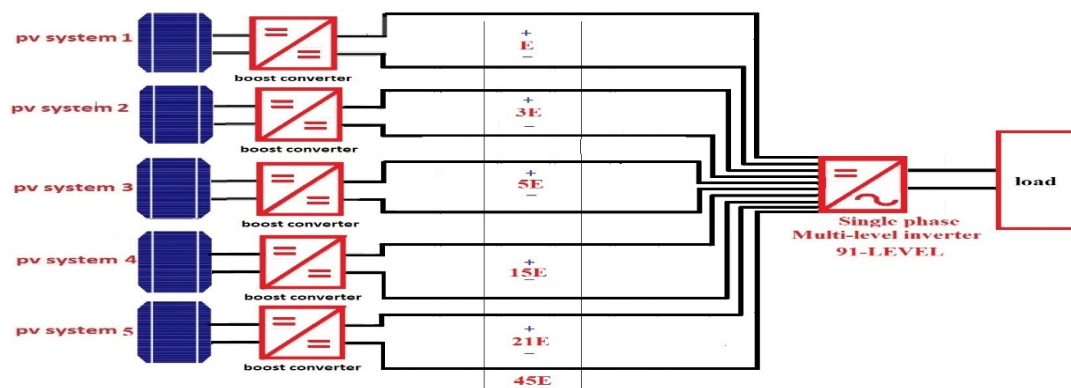 pv system 1
+
E
−
boost converter
pv system 2
+
3E
−
boost converter
pv system 3
+
5E
−
boost converter
load
Single phase
Multi-level inverter
91-LEVEL
pv system 4
+
15E
−
boost converter
pv system 5
+
21E
−
boost converter
45E